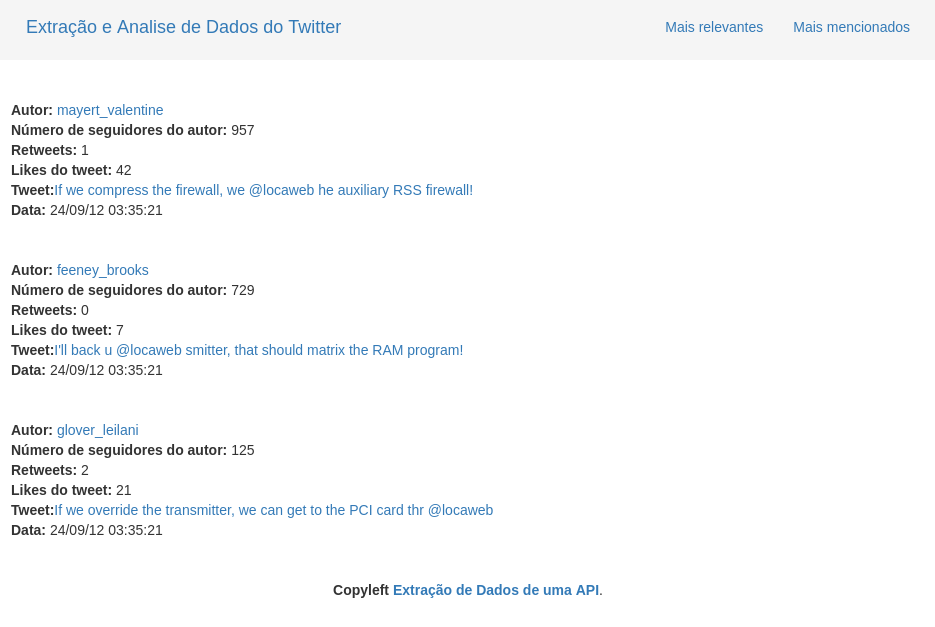 Extração e Analise de Dados do Twitter
Mais relevantes Mais mencionados
Autor: mayert_valentine
Número de seguidores do autor: 957
Retweets: 1
Likes do tweet: 42
Tweet:If we compress the firewall, we @locaweb he auxiliary RSS firewall!
Data: 24/09/12 03:35:21
Autor: feeney_brooks
Número de seguidores do autor: 729
Retweets: 0
Likes do tweet: 7
Tweet:I'll back u @locaweb smitter, that should matrix the RAM program!
Data: 24/09/12 03:35:21
Autor: glover_leilani
Número de seguidores do autor: 125
Retweets: 2
Likes do tweet: 21
Tweet:If we override the transmitter, we can get to the PCI card thr @locaweb
Data: 24/09/12 03:35:21
Copyleft Extração de Dados de uma API.